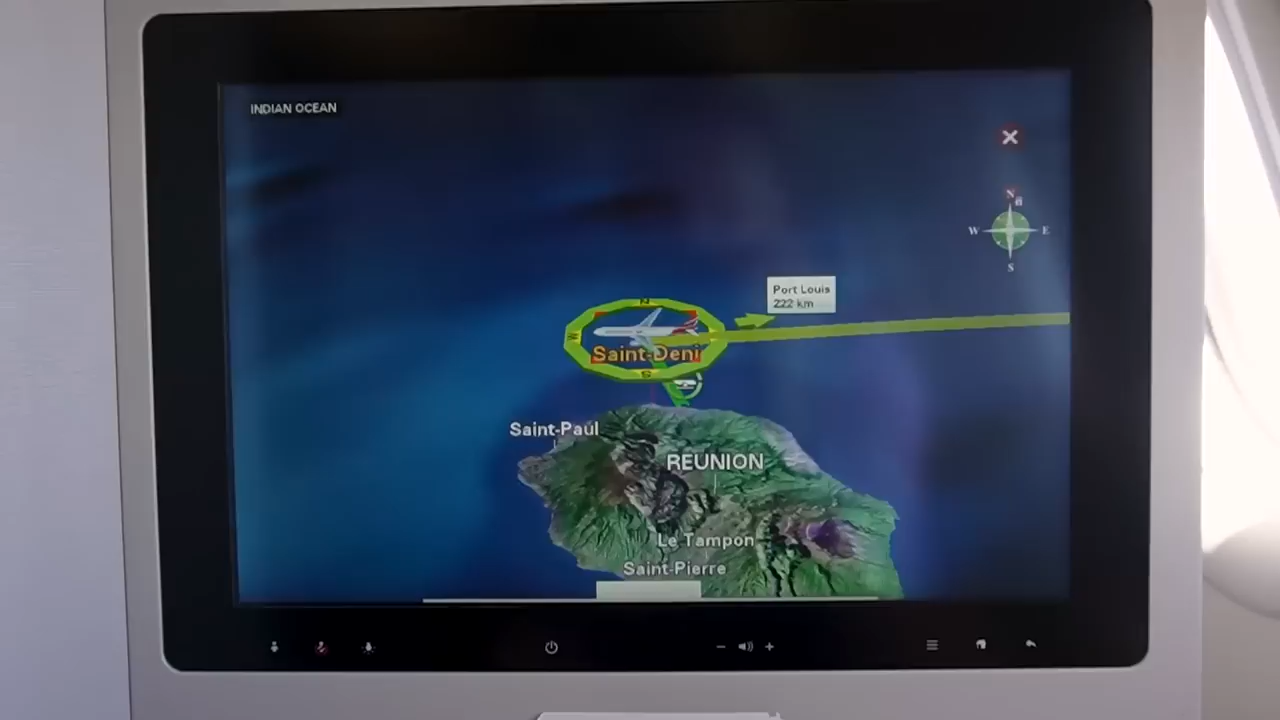 INDIAN OCEAN
N
W E
S
Port Louis
222 km
N
W
Saint-Deni
S
Saint-Paul
REUNION
Le Tampon
Saint-Pierre